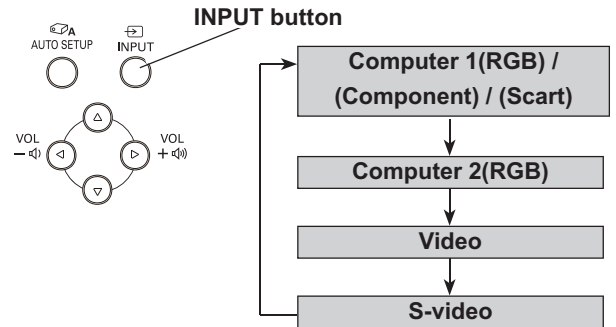 INPUT button
A
AUTO SETUP
INPUT
VOL
–
VOL
+
Computer 1(RGB) /
(Component) / (Scart)
Computer 2(RGB)
Video
S-video